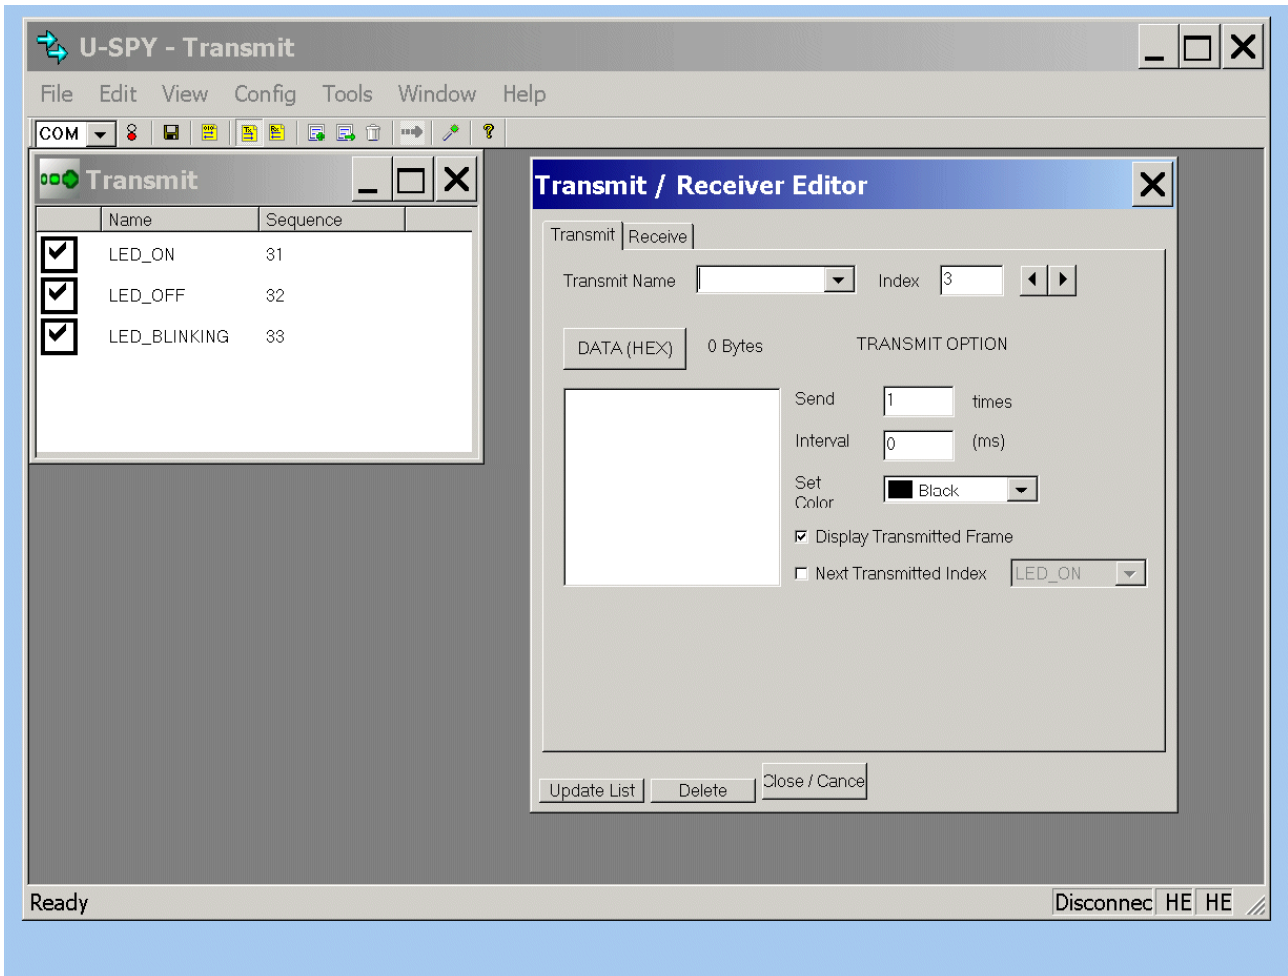 U-SPY - Transmit
File Edit View Config Tools Window Help
COM
Transmit
Name Sequence
LED_ON 31
LED_OFF 32
LED_BLINKING 33
Transmit / Receiver Editor
Transmit Receive
Transmit Name Index 3
DATA (HEX) 0 Bytes TRANSMIT OPTION
Send 1 times
Interval 0 (ms)
Set
Color
Black
Display Transmitted Frame
Next Transmitted Index LED_ON
Update List Delete Close / Cance
Ready Disconnec HE HE